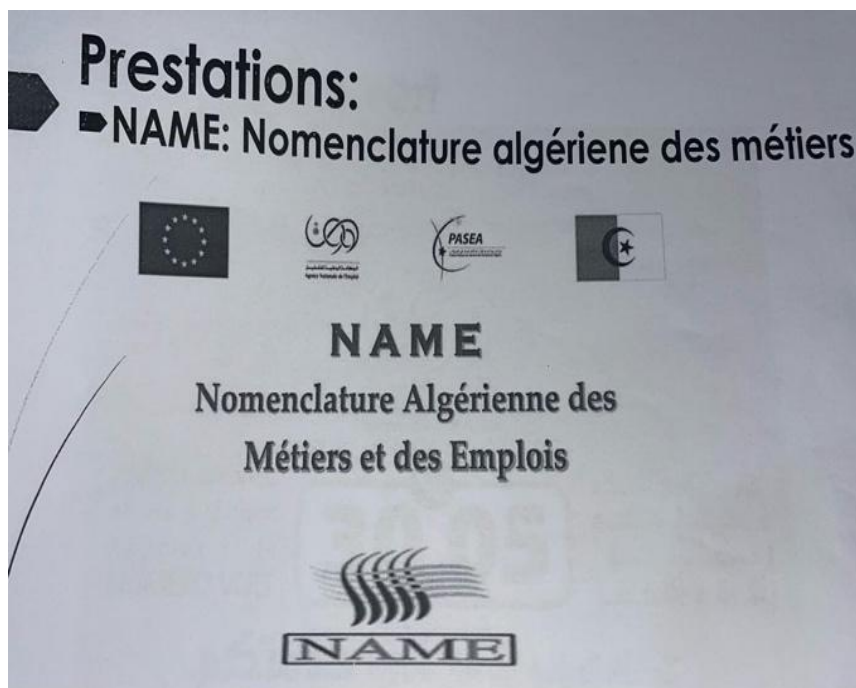 Prestations:
NAME: Nomenclature algériene des métiers
PASEA
NAME
Nomenclature Algérienne des
Métiers et des Emplois
NAME